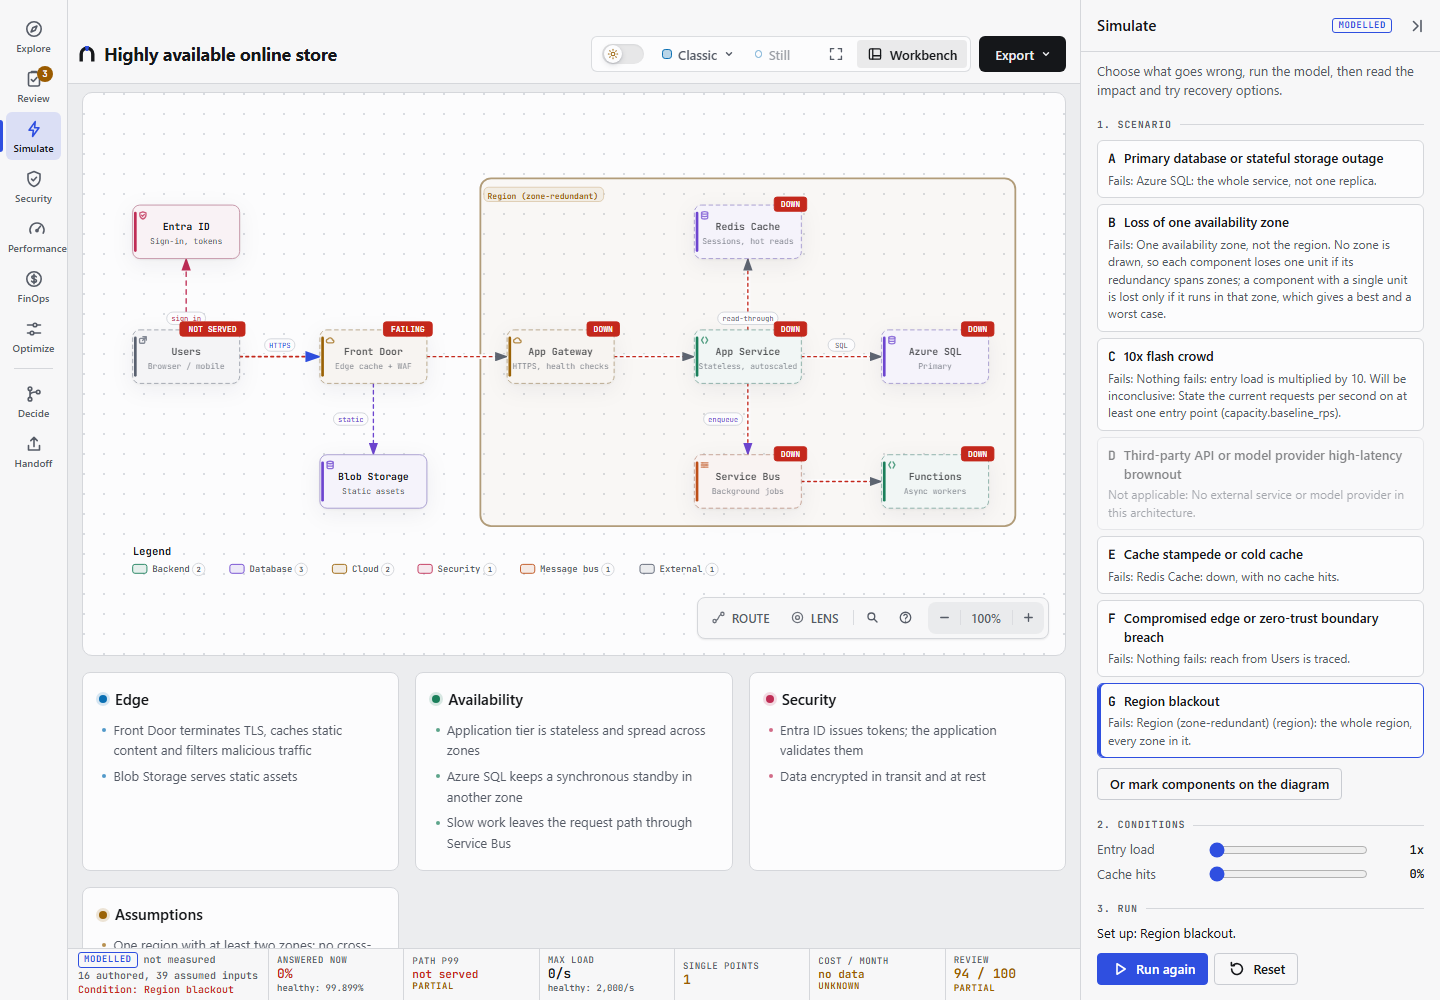 Explore
3
Review
Simulate
Security
Performance
FinOps
Optimize
Decide
Handoff
Highly available online store
Classic
Still
Workbench
Export
Region (zone-redundant)
Entra ID
Sign-in, tokens
DOWN
Redis Cache
Sessions, hot reads
sign in
NOT SERVED
Users
Browser / mobile
HTTPS
FAILING
Front Door
Edge cache + WAF
DOWN
App Gateway
HTTPS, health checks
read-through
DOWN
App Service
Stateless, autoscaled
SQL
DOWN
Azure SQL
Primary
static
enqueue
Blob Storage
Static assets
DOWN
Service Bus
Background jobs
DOWN
Functions
Async workers
Legend
Backend 2
Database 3
Cloud 2
Security 1
Message bus 1
External 1
ROUTE
LENS
100%
Edge
Front Door terminates TLS, caches static
content and filters malicious traffic
Blob Storage serves static assets
Availability
Application tier is stateless and spread across
zones
Azure SQL keeps a synchronous standby in
another zone
Slow work leaves the request path through
Service Bus
Security
Entra ID issues tokens; the application
validates them
Data encrypted in transit and at rest
Assumptions
One region with at least two zones; no cross-
MODELLED not measured
16 authored, 39 assumed inputs
Condition: Region blackout
ANSWERED NOW
0%
healthy: 99.899%
PATH P99
not served
PARTIAL
MAX LOAD
0/s
healthy: 2,000/s
SINGLE POINTS
1
COST / MONTH
no data
UNKNOWN
REVIEW
94 / 100
PARTIAL
Simulate
MODELLED
Choose what goes wrong, run the model, then read the
impact and try recovery options.
1. SCENARIO
A Primary database or stateful storage outage
Fails: Azure SQL: the whole service, not one replica.
B Loss of one availability zone
Fails: One availability zone, not the region. No zone is
drawn, so each component loses one unit if its
redundancy spans zones; a component with a single unit
is lost only if it runs in that zone, which gives a best and a
worst case.
C 10x flash crowd
Fails: Nothing fails: entry load is multiplied by 10. Will be
inconclusive: State the current requests per second on at
least one entry point (capacity.baseline_rps).
D Third-party API or model provider high-latency
brownout
Not applicable: No external service or model provider in
this architecture.
E Cache stampede or cold cache
Fails: Redis Cache: down, with no cache hits.
F Compromised edge or zero-trust boundary
breach
Fails: Nothing fails: reach from Users is traced.
G Region blackout
Fails: Region (zone-redundant) (region): the whole region,
every zone in it.
Or mark components on the diagram
2. CONDITIONS
Entry load 1x
Cache hits 0%
3. RUN
Set up: Region blackout.
Run again
Reset